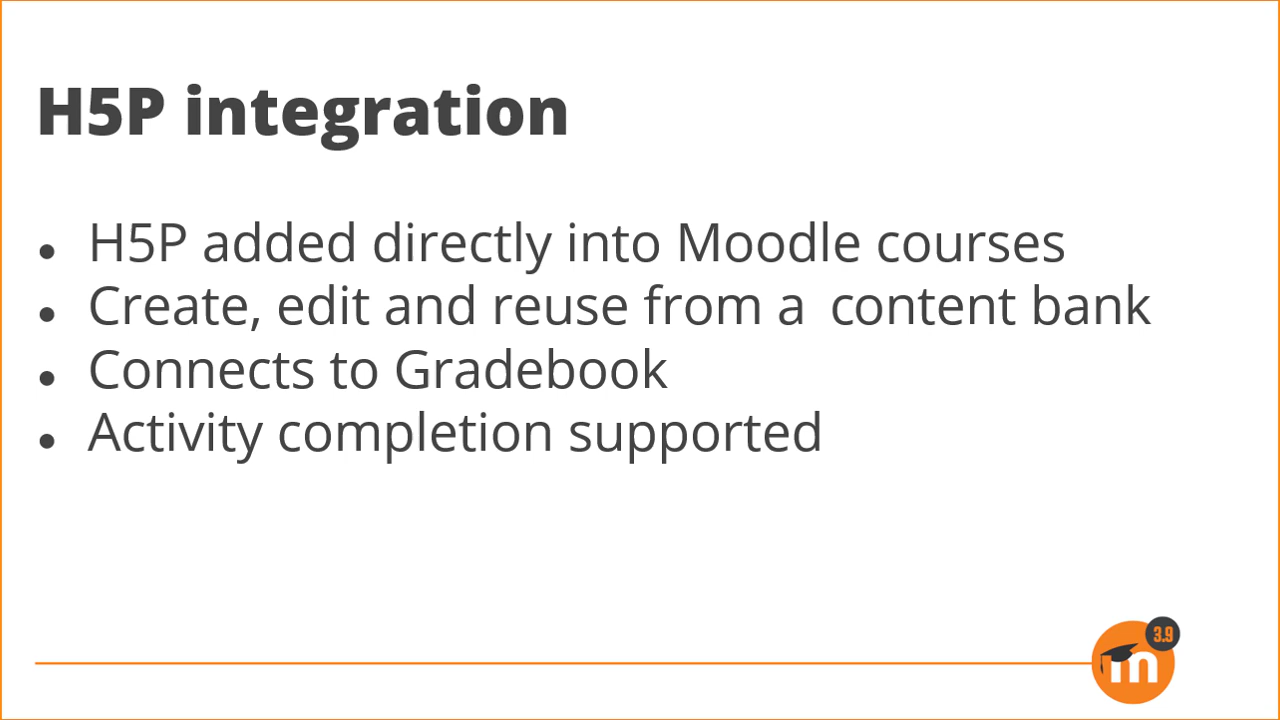 H5P integration
● H5P added directly into Moodle courses
● Create, edit and reuse from a content bank
● Connects to Gradebook
● Activity completion supported
3.9
m